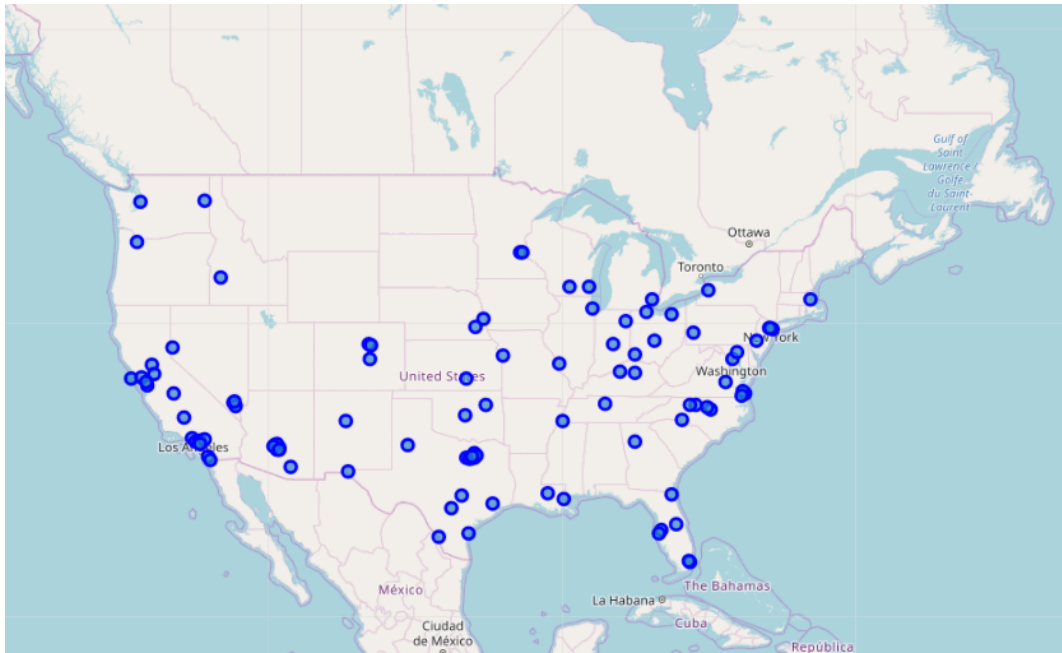 Gulf of
Saint
Lawrence /
Golfe
du Saint-
Laurent
Ottawa
Toronto
New York
Washington
United States
Los Angeles
The Bahamas
La Habana
México
Cuba
Ciudad
de México
República